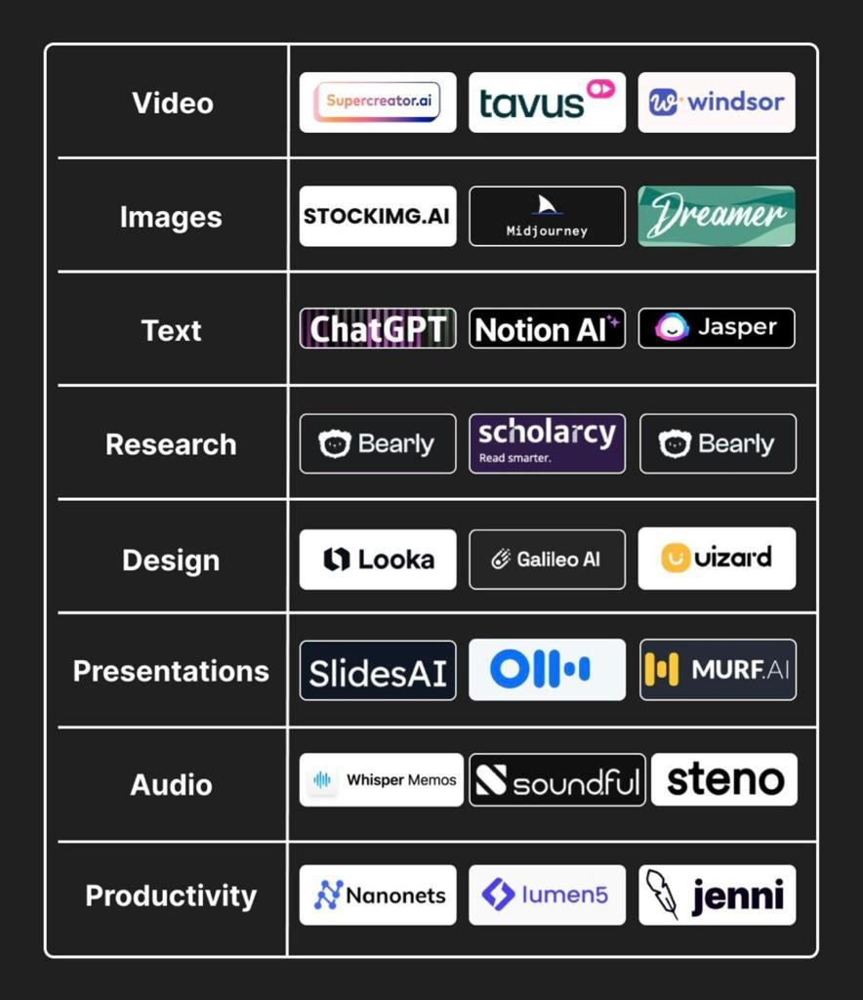 Video
Supercreator.ai
tavus
windsor
Images
STOCKIMG.AI
Midjourney
Dreamer
Text
ChatGPT
Notion AI
Jasper
Research
Bearly
scholarcy
Read smarter.
Bearly
Design
Looka
Galileo AI
uizard
Presentations
SlidesAI
MURF.AI
Audio
Whisper Memos
soundful
steno
Productivity
Nanonets
lumen5
jenni